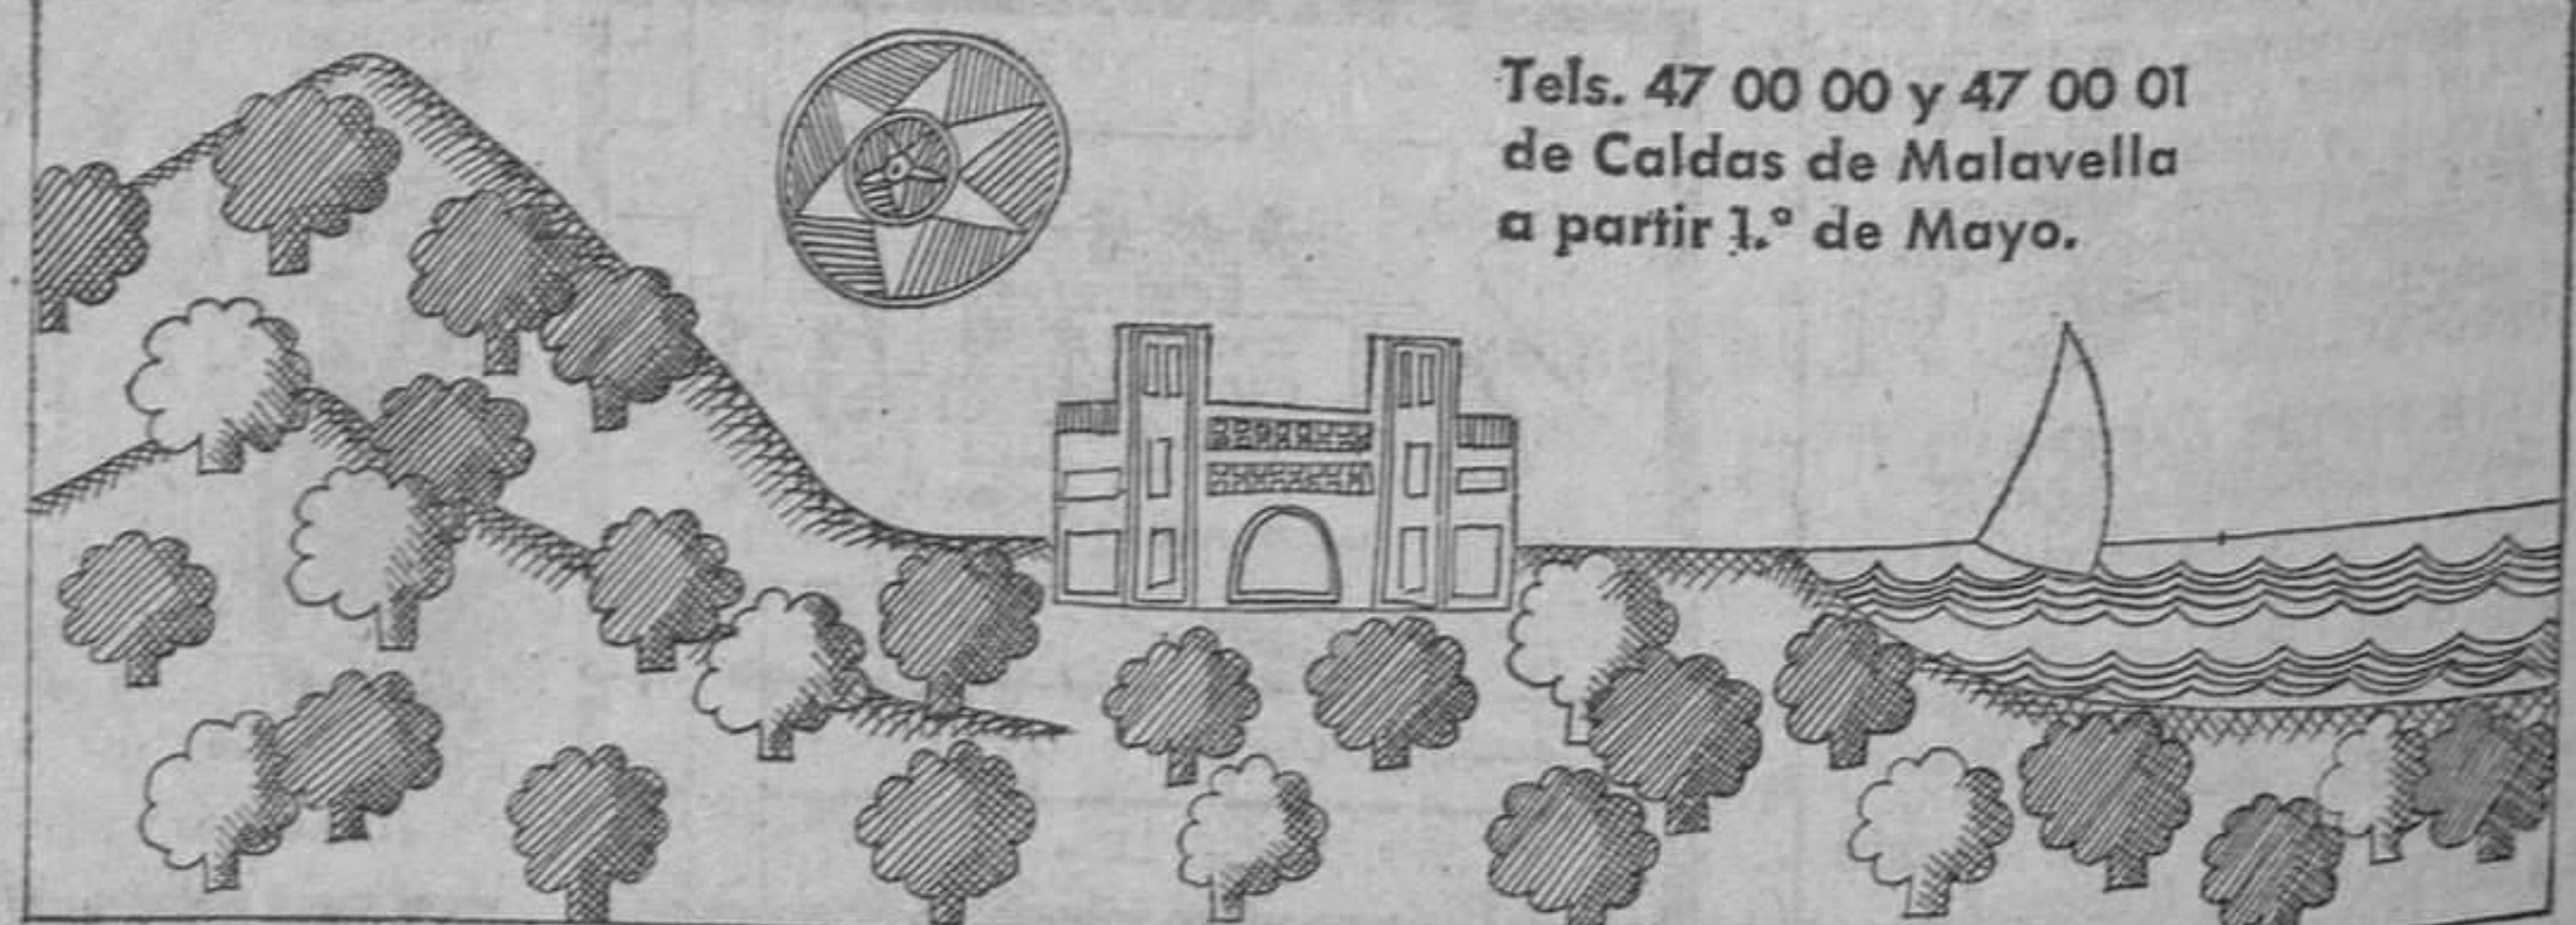 Tels. 47 00 00 y 47 00 01
de Caldas de Malavella
a partir 1.º de Mayo.